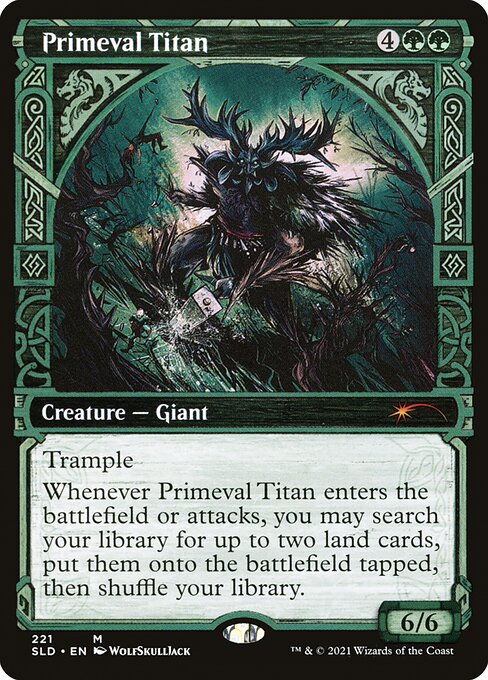 Primeval Titan 4
Creature — Giant
Trample
Whenever Primeval Titan enters the
battlefield or attacks, you may search
your library for up to two land cards,
put them onto the battlefield tapped,
then shuffle your library.
6/6
221 M
SLD • EN WolfSkullJack
™ & © 2021 Wizards of the Coast